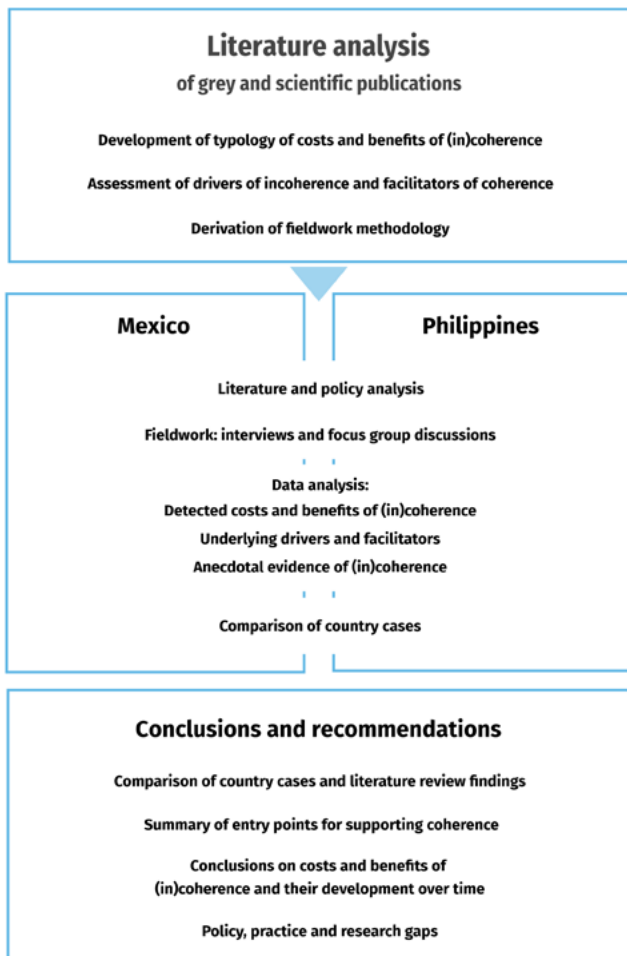 Literature analysis
of grey and scientific publications
Development of typology of costs and benefits of (in)coherence
Assessment of drivers of incoherence and facilitators of coherence
Derivation of fieldwork methodology
Mexico
Philippines
Literature and policy analysis
Fieldwork: interviews and focus group discussions
Data analysis:
Detected costs and benefits of (in)coherence
Underlying drivers and facilitators
Anecdotal evidence of (in)coherence
Comparison of country cases
Conclusions and recommendations
Comparison of country cases and literature review findings
Summary of entry points for supporting coherence
Conclusions on costs and benefits of
(in)coherence and their development over time
Policy, practice and research gaps